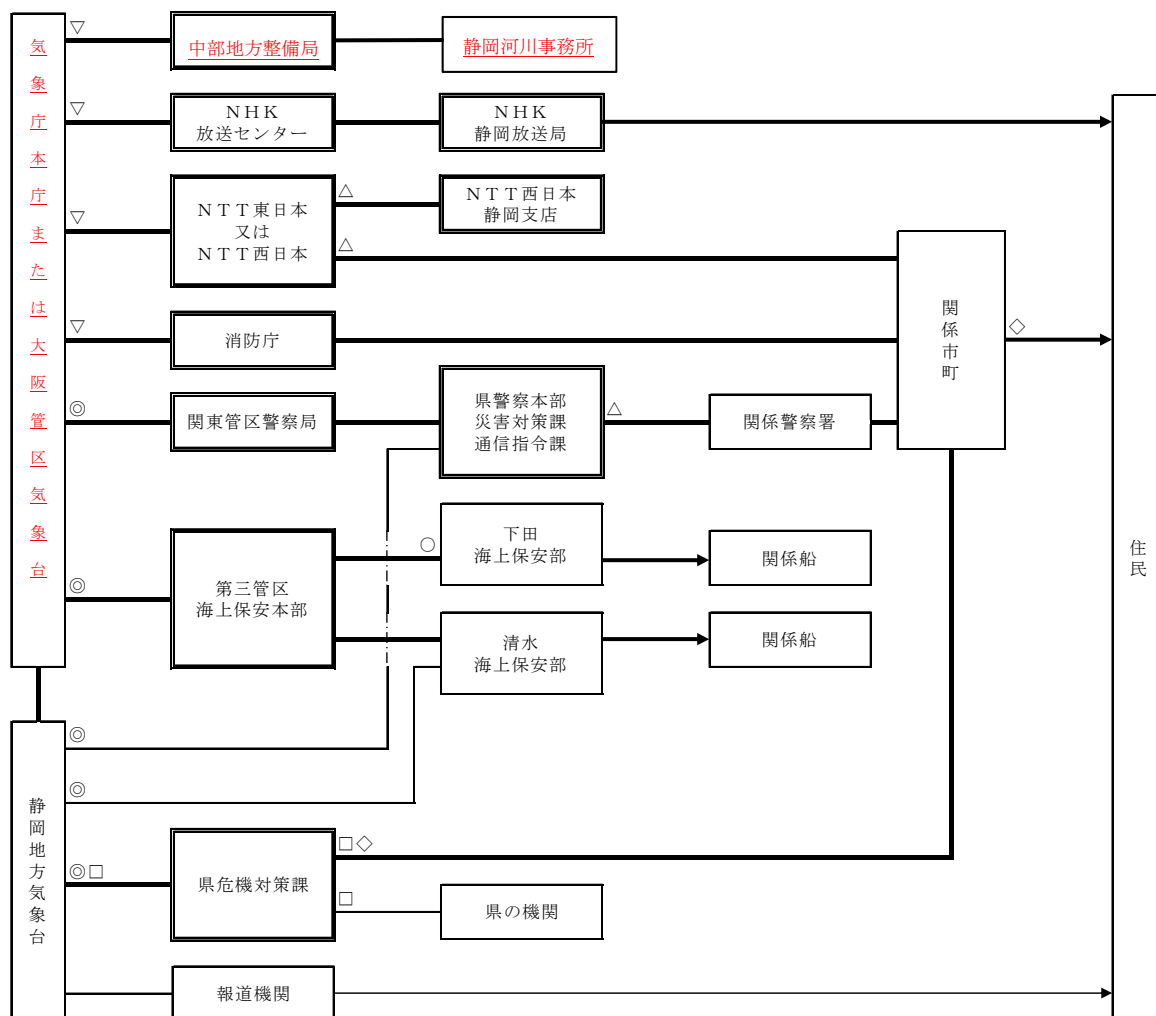 気象庁本庁または大阪管区気象台
▽
中部地方整備局
静岡河川事務所
▽
ＮＨＫ
放送センター
ＮＨＫ
静岡放送局
▽
ＮＴＴ東日本
又は
ＮＴＴ西日本
△
ＮＴＴ西日本
静岡支店
△
関係市町
◇
住民
▽
消防庁
◎
関東管区警察局
県警察本部
災害対策課
通信指令課
△
関係警察署
◎
第三管区
海上保安本部
○
下田
海上保安部
関係船
清水
海上保安部
関係船
静岡地方気象台
◎
◎
◎□
県危機対策課
□◇
□
県の機関
報道機関